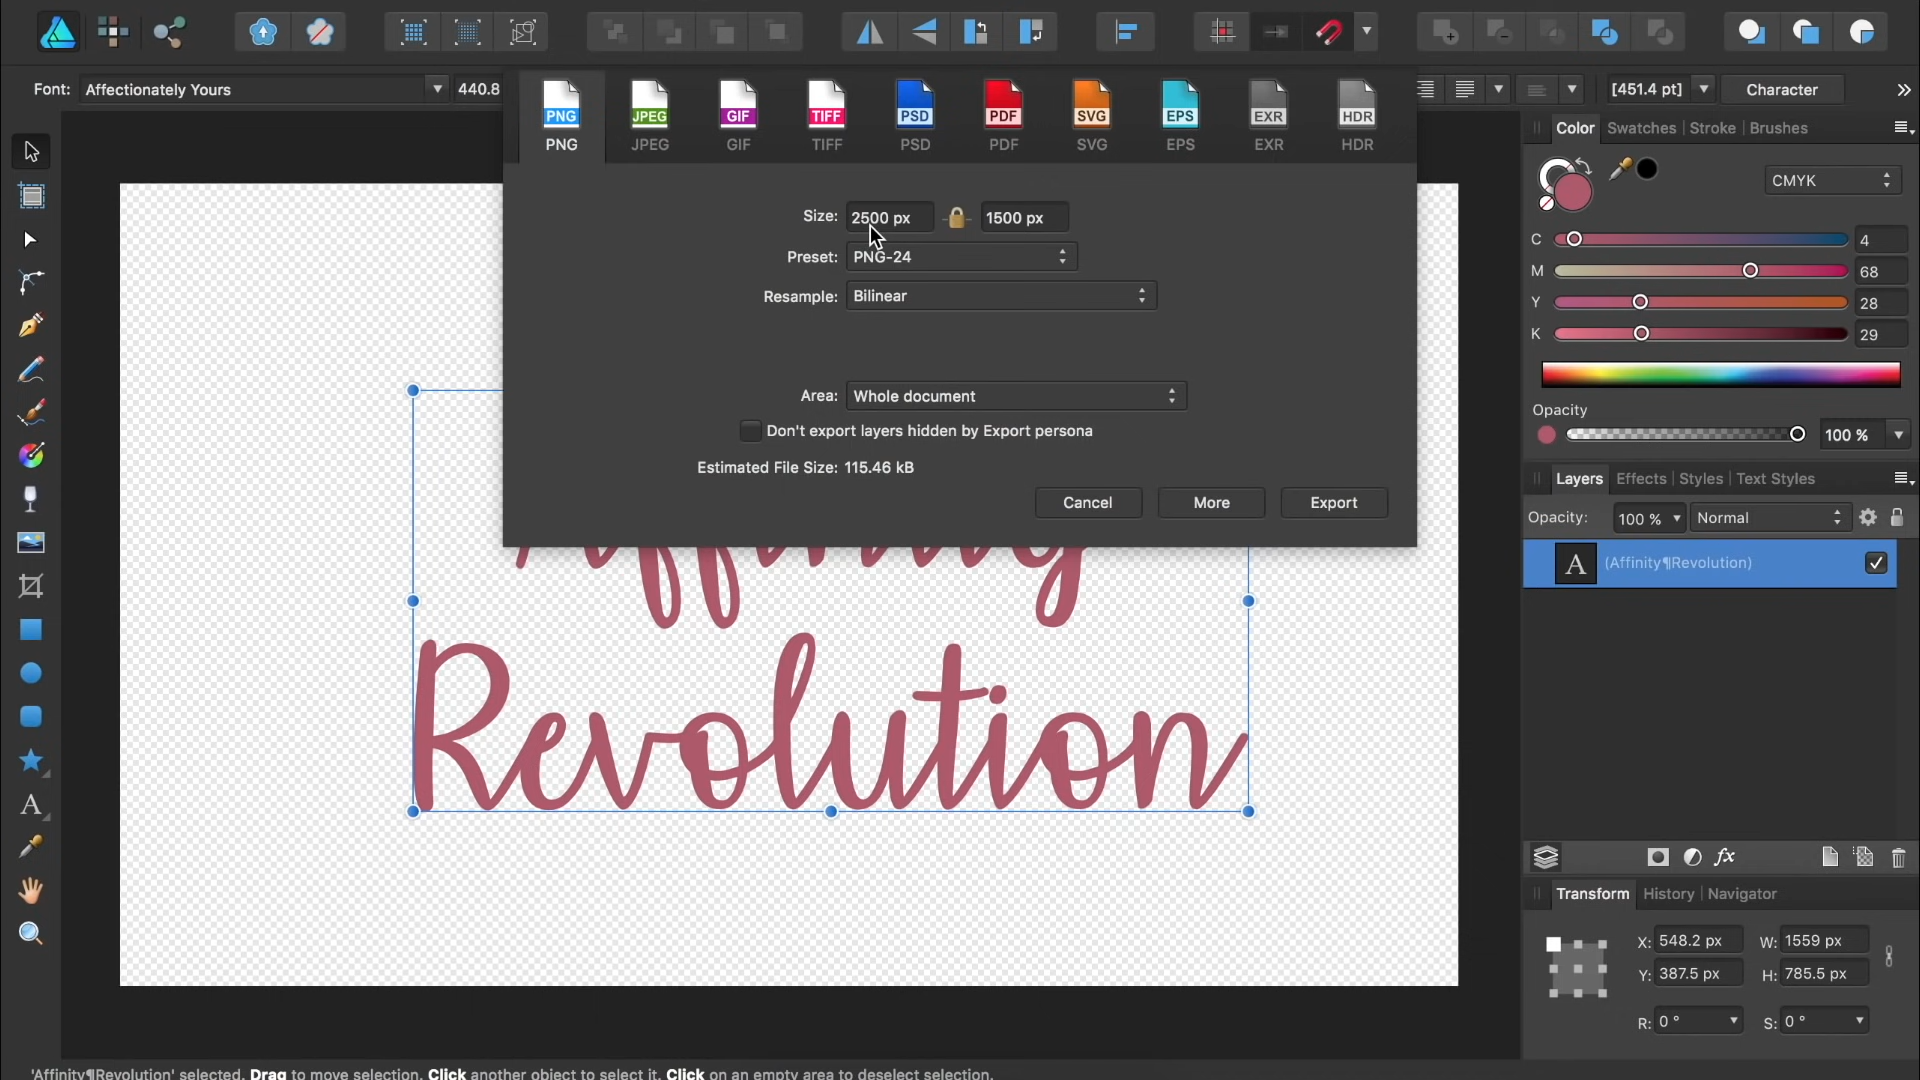 Font: Affectionately Yours 440.8 [451.4 pt] Character
PNG JPEG GIF TIFF PSD PDF SVG EPS EXR HDR
PNG JPEG GIF TIFF PSD PDF SVG EPS EXR HDR
Size: 2500 px 1500 px
Preset: PNG-24
Resample: Bilinear
Area: Whole document
Don't export layers hidden by Export persona
Estimated File Size: 115.46 kB
Cancel More Export
Affinity
Revolution
Color Swatches Stroke Brushes
CMYK
C 4
M 68
Y 28
K 29
Opacity
100 %
Layers Effects Styles Text Styles
Opacity: 100 % Normal
A (Affinity¶Revolution)
fx
Transform History Navigator
X: 548.2 px W: 1559 px
Y: 387.5 px H: 785.5 px
R: 0 ° S: 0 °
'Affinity¶Revolution' selected. Drag to move selection. Click another object to select it. Click on an empty area to deselect selection.